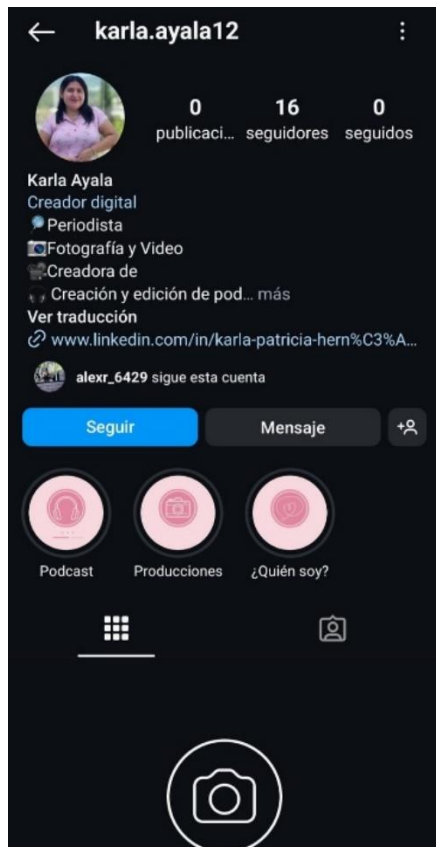 karla.ayala12
0 16 0
publicaci... seguidores seguidos
Karla Ayala
Creador digital
🔎Periodista
📷Fotografía y Video
🎥Creadora de
🎧 Creación y edición de pod... más
Ver traducción
www.linkedin.com/in/karla-patricia-hern%C3%A...
alexr_6429 sigue esta cuenta
Seguir Mensaje
Podcast Producciones ¿Quién soy?